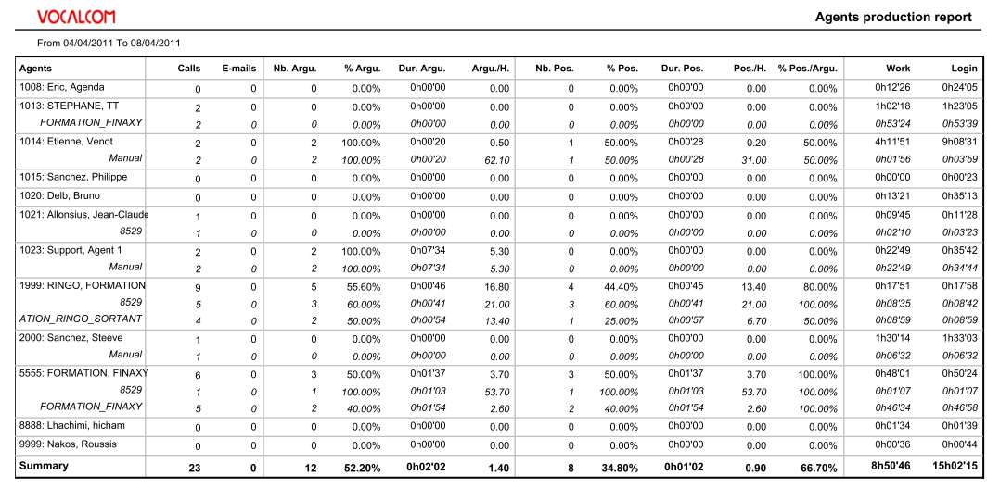 VOCALCOM
Agents production report
From 04/04/2011 To 08/04/2011
Agents Calls E-mails Nb. Argu. % Argu. Dur. Argu. Argu./H. Nb. Pos. % Pos. Dur. Pos. Pos./H. % Pos./Argu. Work Login
1008: Eric, Agenda 0 0 0 0.00% 0h00'00 0.00 0 0.00% 0h00'00 0.00 0.00% 0h12'26 0h24'05
1013: STEPHANE, TT 2 0 0 0.00% 0h00'00 0.00 0 0.00% 0h00'00 0.00 0.00% 1h02'18 1h23'05
FORMATION_FINAXY 2 0 0 0.00% 0h00'00 0.00 0 0.00% 0h00'00 0.00 0.00% 0h53'24 0h53'39
1014: Etienne, Venot 2 0 2 100.00% 0h00'20 0.50 1 50.00% 0h00'28 0.20 50.00% 4h11'51 9h08'31
Manual 2 0 2 100.00% 0h00'20 62.10 1 50.00% 0h00'28 31.00 50.00% 0h01'56 0h03'59
1015: Sanchez, Philippe 0 0 0 0.00% 0h00'00 0.00 0 0.00% 0h00'00 0.00 0.00% 0h00'00 0h00'23
1020: Delb, Bruno 0 0 0 0.00% 0h00'00 0.00 0 0.00% 0h00'00 0.00 0.00% 0h13'21 0h35'13
1021: Allonsius, Jean-Claude 1 0 0 0.00% 0h00'00 0.00 0 0.00% 0h00'00 0.00 0.00% 0h09'45 0h11'28
8529 1 0 0 0.00% 0h00'00 0.00 0 0.00% 0h00'00 0.00 0.00% 0h02'10 0h03'23
1023: Support, Agent 1 2 0 2 100.00% 0h07'34 5.30 0 0.00% 0h00'00 0.00 0.00% 0h22'49 0h35'42
Manual 2 0 2 100.00% 0h07'34 5.30 0 0.00% 0h00'00 0.00 0.00% 0h22'49 0h34'44
1999: RINGO, FORMATION 9 0 5 55.60% 0h00'46 16.80 4 44.40% 0h00'45 13.40 80.00% 0h17'51 0h17'58
8529 5 0 3 60.00% 0h00'41 21.00 3 60.00% 0h00'41 21.00 100.00% 0h08'35 0h08'42
ATION_RINGO_SORTANT 4 0 2 50.00% 0h00'54 13.40 1 25.00% 0h00'57 6.70 50.00% 0h08'59 0h08'59
2000: Sanchez, Steeve 1 0 0 0.00% 0h00'00 0.00 0 0.00% 0h00'00 0.00 0.00% 1h30'14 1h33'03
Manual 1 0 0 0.00% 0h00'00 0.00 0 0.00% 0h00'00 0.00 0.00% 0h06'32 0h06'32
5555: FORMATION, FINAXY 6 0 3 50.00% 0h01'37 3.70 3 50.00% 0h01'37 3.70 100.00% 0h48'01 0h50'24
8529 1 0 1 100.00% 0h01'03 53.70 1 100.00% 0h01'03 53.70 100.00% 0h01'07 0h01'07
FORMATION_FINAXY 5 0 2 40.00% 0h01'54 2.60 2 40.00% 0h01'54 2.60 100.00% 0h46'34 0h46'58
8888: Lhachimi, hicham 0 0 0 0.00% 0h00'00 0.00 0 0.00% 0h00'00 0.00 0.00% 0h01'34 0h01'39
9999: Nakos, Roussis 0 0 0 0.00% 0h00'00 0.00 0 0.00% 0h00'00 0.00 0.00% 0h00'36 0h00'44
Summary 23 0 12 52.20% 0h02'02 1.40 8 34.80% 0h01'02 0.90 66.70% 8h50'46 15h02'15